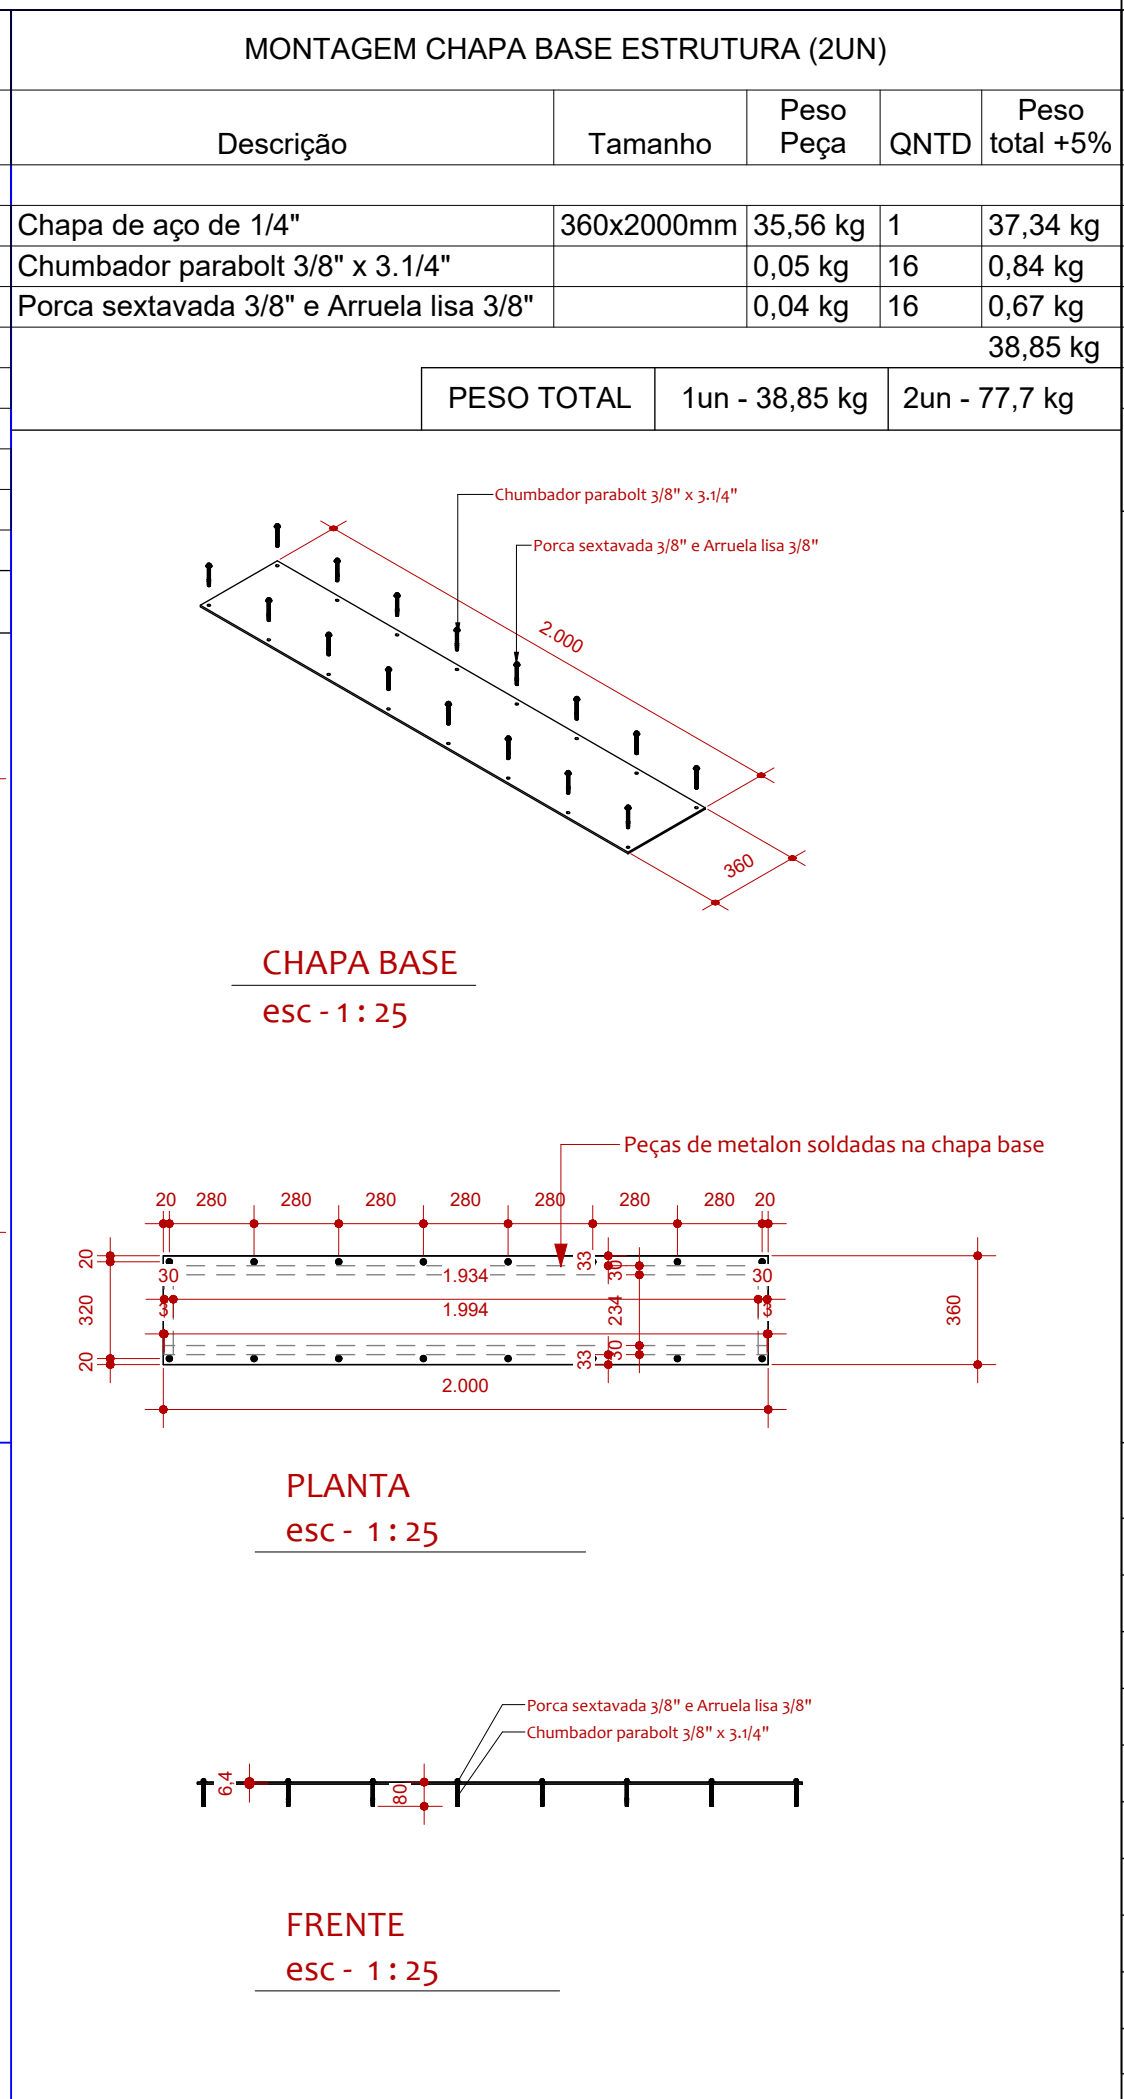 MONTAGEM CHAPA BASE ESTRUTURA (2UN)
Descrição Tamanho Peso Peça QNTD Peso total +5%
Chapa de aço de 1/4" 360x2000mm 35,56 kg 1 37,34 kg
Chumbador parabolt 3/8" x 3.1/4" 0,05 kg 16 0,84 kg
Porca sextavada 3/8" e Arruela lisa 3/8" 0,04 kg 16 0,67 kg
38,85 kg
PESO TOTAL 1un - 38,85 kg 2un - 77,7 kg
Chumbador parabolt 3/8" x 3.1/4"
Porca sextavada 3/8" e Arruela lisa 3/8"
2.000
360
CHAPA BASE
esc - 1 : 25
Peças de metalon soldadas na chapa base
20 280 280 280 280 280 280 280 20
20 33 30
30 1.934 30
320 3 1.994 234 3 360
20 33 30
2.000
PLANTA
esc - 1 : 25
Porca sextavada 3/8" e Arruela lisa 3/8"
Chumbador parabolt 3/8" x 3.1/4"
6,4 80
FRENTE
esc - 1 : 25